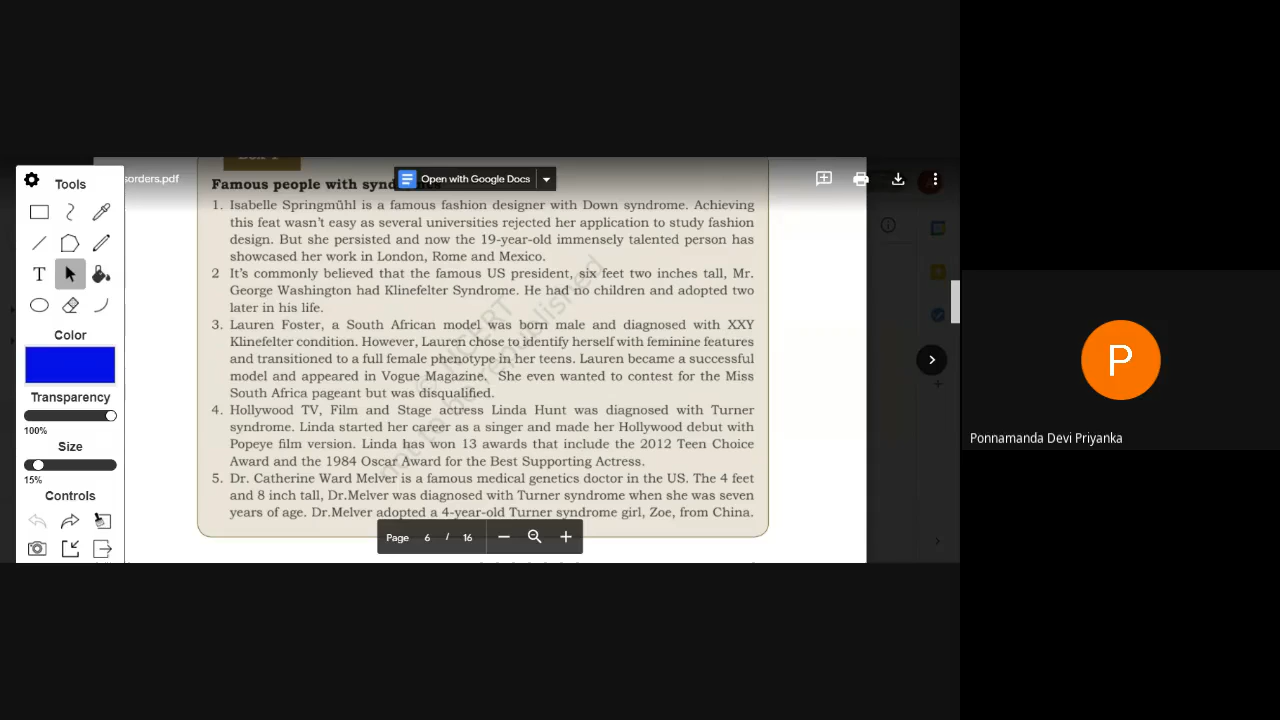 Tools
sorders.pdf
Open with Google Docs
Famous people with
1. Isabelle Springmühl is a famous fashion designer with Down syndrome. Achieving
this feat wasn't easy as several universities rejected her application to study fashion
design. But she persisted and now the 19-year-old immensely talented person has
showcased her work in London, Rome and Mexico.
2 It's commonly believed that the famous US president, six feet two inches tall, Mr.
George Washington had Klinefelter Syndrome. He had no children and adopted two
later in his life.
3. Lauren Foster, a South African model was born male and diagnosed with XXY
Klinefelter condition. However, Lauren chose to identify herself with feminine features
and transitioned to a full female phenotype in her teens. Lauren became a successful
model and appeared in Vogue Magazine. She even wanted to contest for the Miss
South Africa pageant but was disqualified.
4. Hollywood TV, Film and Stage actress Linda Hunt was diagnosed with Turner
syndrome. Linda started her career as a singer and made her Hollywood debut with
Popeye film version. Linda has won 13 awards that include the 2012 Teen Choice
Award and the 1984 Oscar Award for the Best Supporting Actress.
5. Dr. Catherine Ward Melver is a famous medical genetics doctor in the US. The 4 feet
and 8 inch tall, Dr.Melver was diagnosed with Turner syndrome when she was seven
years of age. Dr.Melver adopted a 4-year-old Turner syndrome girl, Zoe, from China.
© NCERT
not to be republished
Page 6 / 16
T
Color
Transparency
100%
Size
15%
Controls
P
Ponnamanda Devi Priyanka